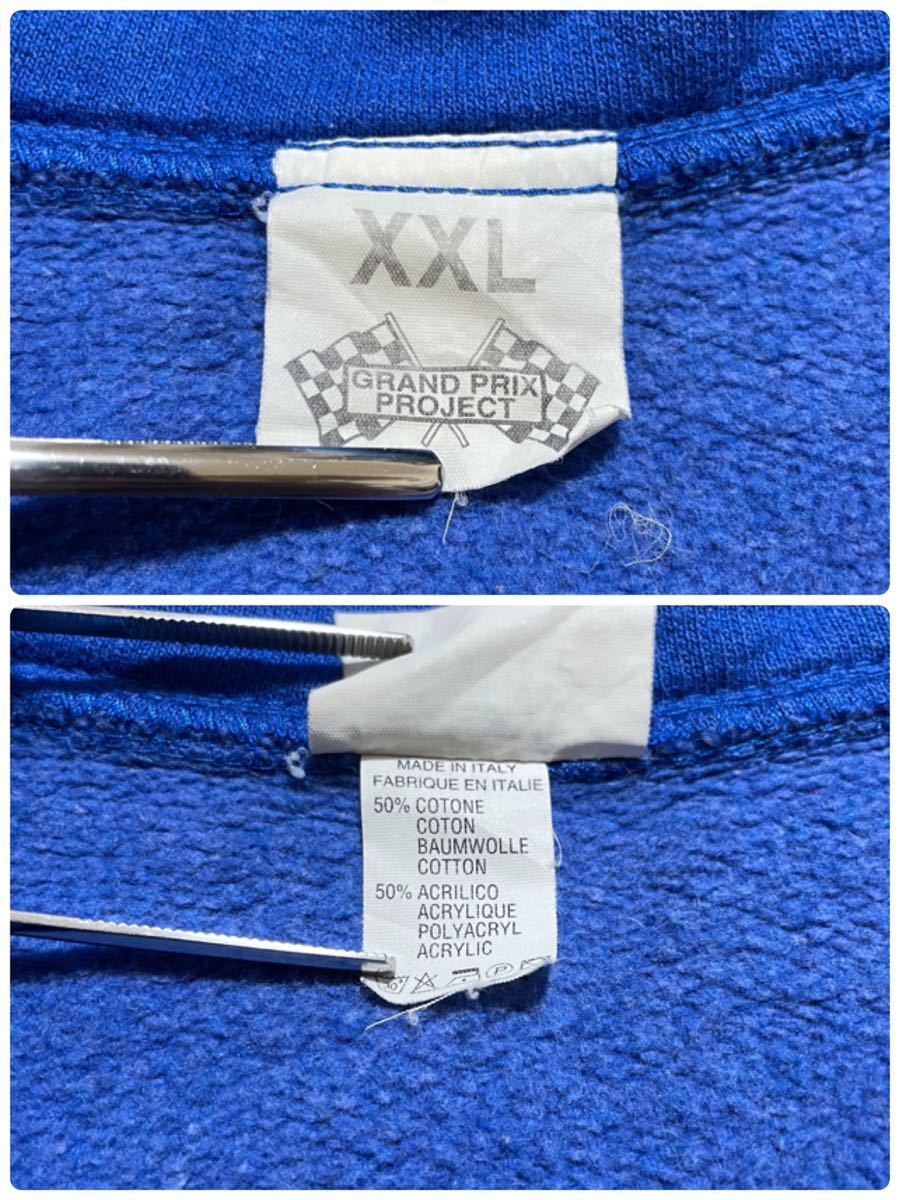 XXL
GRAND PRIX
PROJECT
MADE IN ITALY
FABRIQUE EN ITALIE
50% COTONE
COTON
BAUMWOLLE
COTTON
50% ACRILICO
ACRYLIQUE
POLYACRYL
ACRYLIC
P